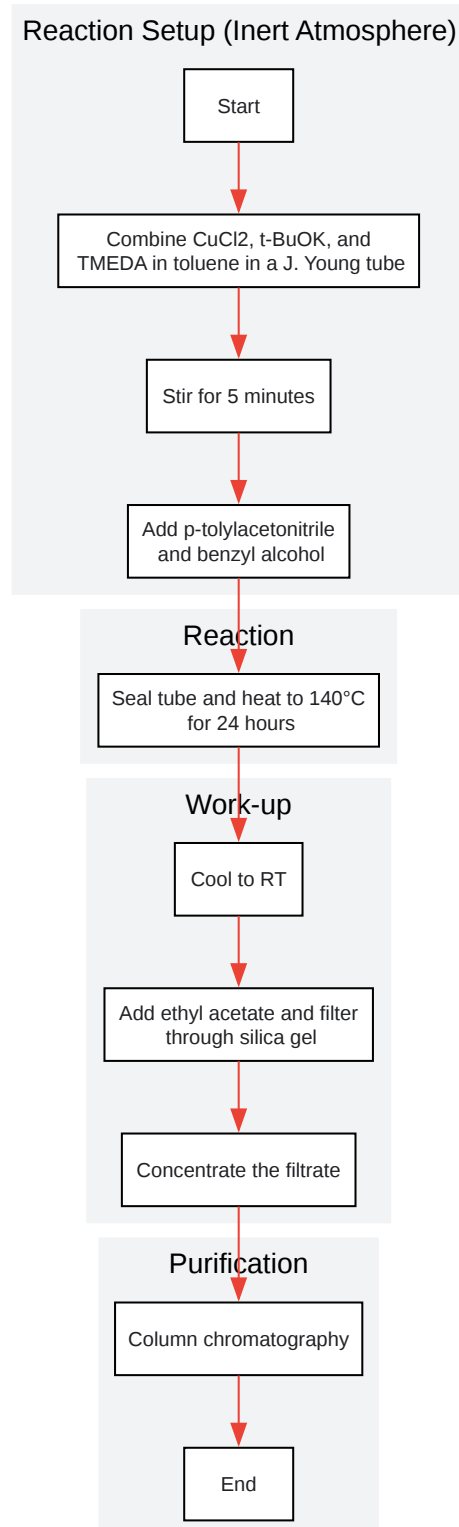 Reaction Setup (Inert Atmosphere)
Start
Combine CuCl2, t-BuOK, and
TMEDA in toluene in a J. Young tube
Stir for 5 minutes
Add p-tolylacetonitrile
and benzyl alcohol
Reaction
Seal tube and heat to 140°C
for 24 hours
Work-up
Cool to RT
Add ethyl acetate and filter
through silica gel
Concentrate the filtrate
Purification
Column chromatography
End